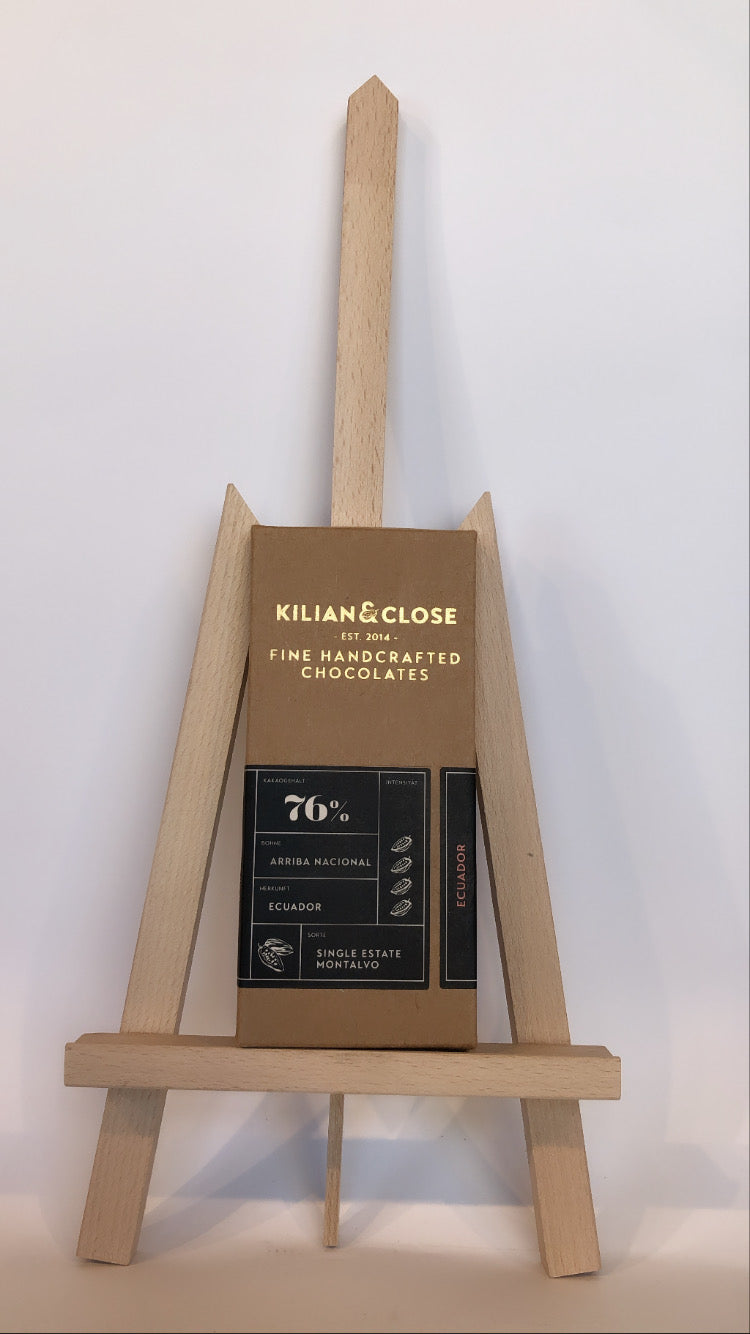 KILIAN&CLOSE
- EST. 2014 -
FINE HANDCRAFTED
CHOCOLATES
KAKAOGEHALT
76%
INTENSITÄT
BOHNE
ARRIBA NACIONAL
HERKUNFT
ECUADOR
SORTE
SINGLE ESTATE
MONTALVO
ECUADOR